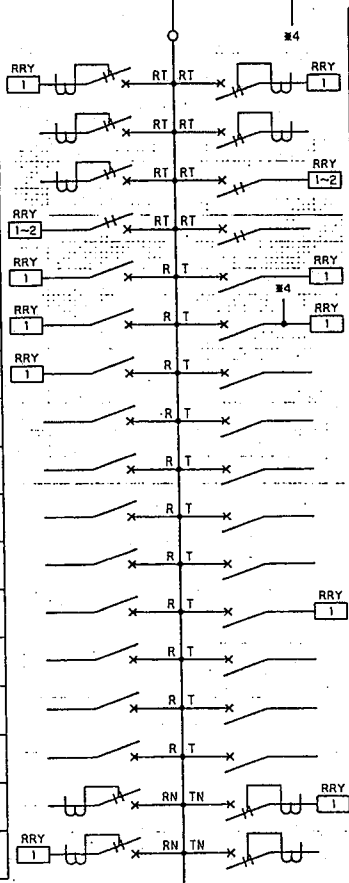 ※4
RRY 1 RT RT RRY 1
RT RT
RT RT RRY 1~2
RRY 1~2 RT RT
RRY 1 R T RRY 1
※4
RRY 1 R T RRY 1
RRY 1 R T
R T
R T
R T
R T
R T RRY 1
R T
R T
R T
RN TN RRY 1
RRY 1 RN TN